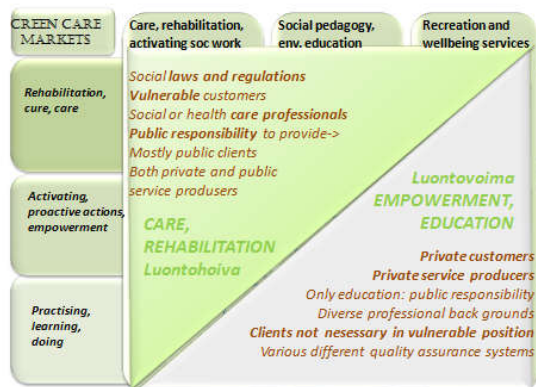 CREEN CARE
MARKETS
Care, rehabilitation,
activating soc work
Social pedagogy,
env. education
Recreation and
wellbeing services
Rehabilitation,
cure, care
Activating,
proactive actions,
empowerment
Practising,
learning,
doing
Social laws and regulations
Vulnerable customers
Social or health care professionals
Public responsibility to provide->
Mostly public clients
Both private and public
service produsers
CARE,
REHABILITATION
Luontohoiva
Luontovoima
EMPOWERMENT,
EDUCATION
Private customers
Private service producers
Only education: public responsibility
Diverse professional back grounds
Clients not nesessary in vulnerable position
Various different quality assurance systems